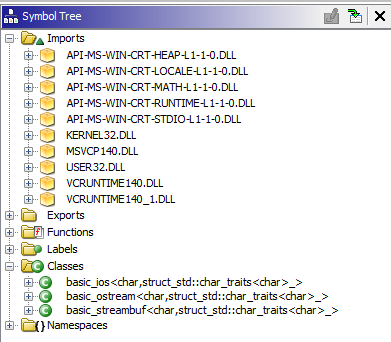 Symbol Tree
Imports
API-MS-WIN-CRT-HEAP-L1-1-0.DLL
API-MS-WIN-CRT-LOCALE-L1-1-0.DLL
API-MS-WIN-CRT-MATH-L1-1-0.DLL
API-MS-WIN-CRT-RUNTIME-L1-1-0.DLL
API-MS-WIN-CRT-STDIO-L1-1-0.DLL
KERNEL32.DLL
MSVCP140.DLL
USER32.DLL
VCRUNTIME140.DLL
VCRUNTIME140_1.DLL
Exports
Functions
Labels
Classes
basic_ios<char,struct_std::char_traits<char>_>
basic_ostream<char,struct_std::char_traits<char>_>
basic_streambuf<char,struct_std::char_traits<char>_>
Namespaces